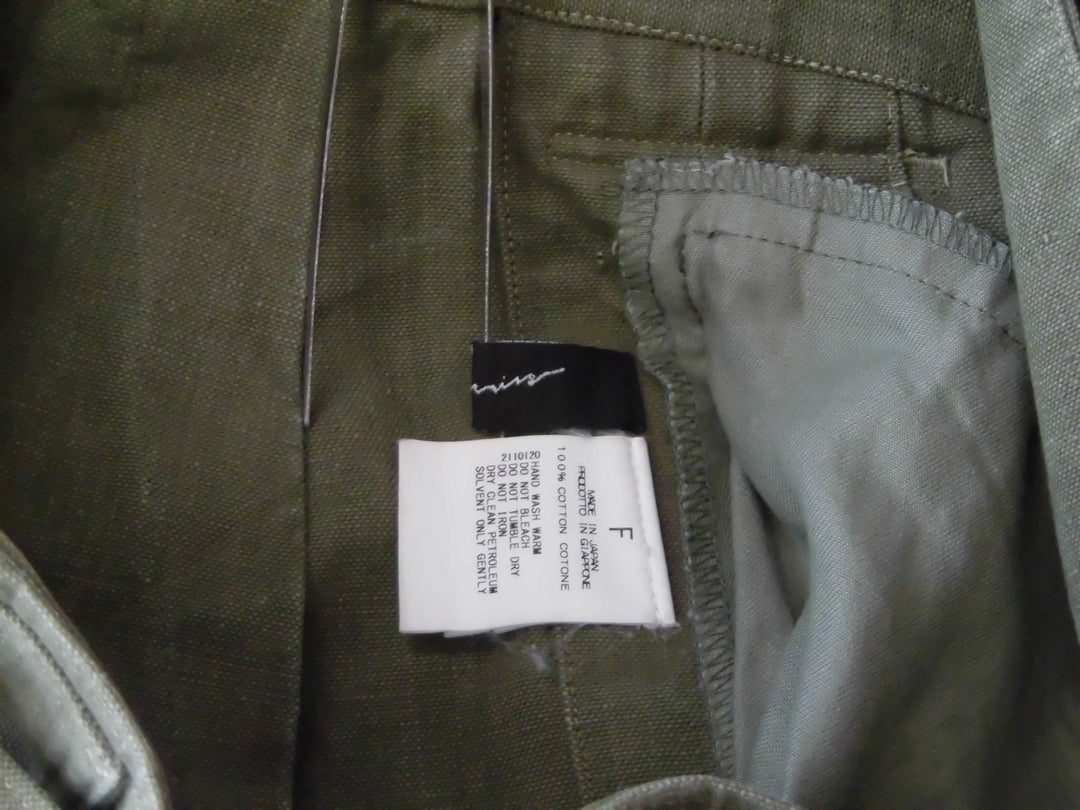 F
MADE IN JAPAN
PRODOTTO IN GIAPPONE
100% COTTON COTONE
2110120
HAND WASH WARM
DO NOT BLEACH
DO NOT TUMBLE DRY
DO NOT IRON
DRY CLEAN PETROLEUM
SOLVENT ONLY GENTLY